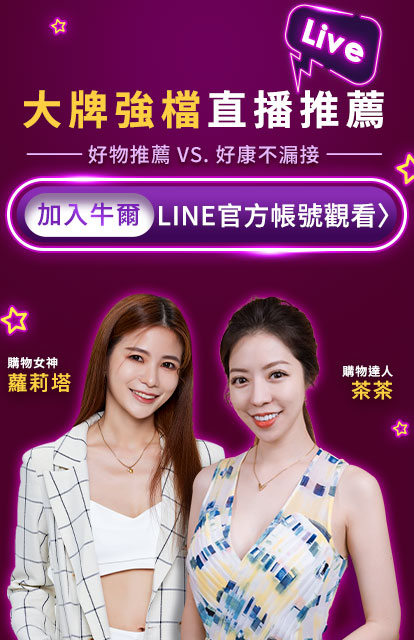 Live
大牌強檔直播推薦
好物推薦 VS. 好康不漏接
加入牛爾 LINE官方帳號觀看〉
購物女神
蘿莉塔
購物達人
茶茶